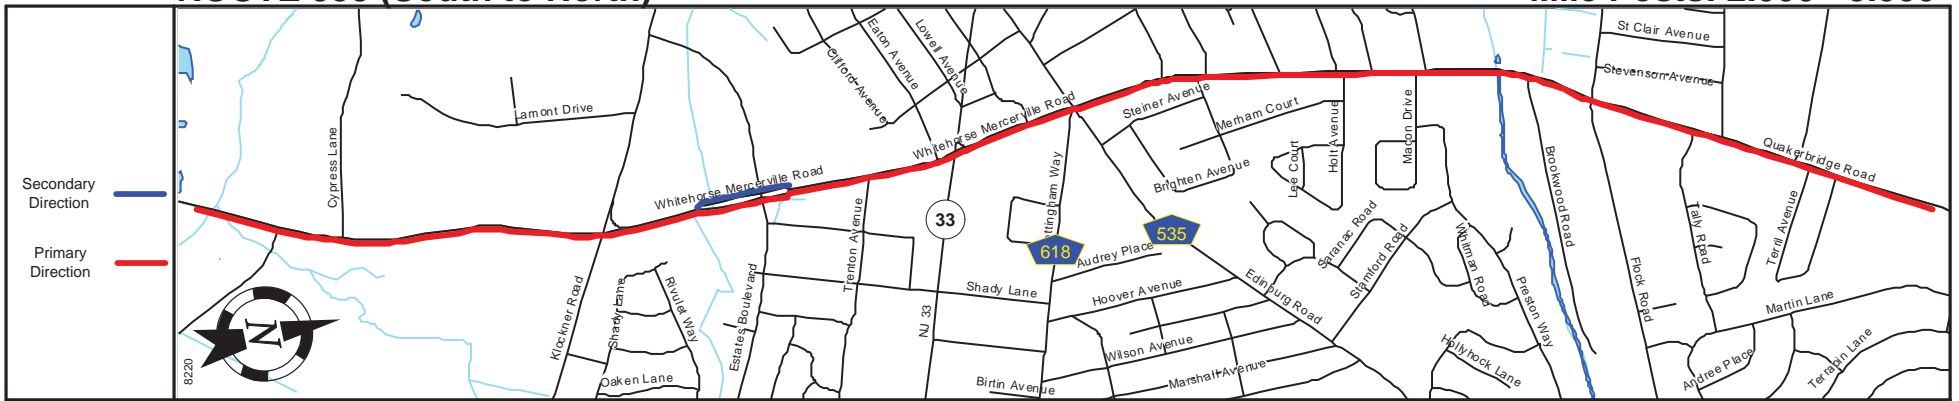 Secondary
Direction
Primary
Direction
8220
Cypress Lane
Lamont Drive
Klockner Road
Shady Lane
Rivulet Way
Oaken Lane
Whitehorse Mercerville Road
Estates Boulevard
Trenton Avenue
Clifford Avenue
Eaton Avenue
Lowell Avenue
Whitehorse Mercerville Road
33
NJ 33
Shady Lane
Birtin Avenue
618
535
Audrey Place
Hoover Avenue
Wilson Avenue
Marshall Avenue
Edinburg Road
Steiner Avenue
Merham Court
Brighten Avenue
Lee Court
Holt Avenue
Macon Drive
Saranac Road
Stamford Road
Whitman Road
Preston Way
Hollyhock Lane
Brookwood Road
Flock Road
St Clair Avenue
Stevenson Avenue
Quakerbridge Road
Tally Road
Teril Avenue
Martin Lane
Andree Place
Terrapin Lane
N